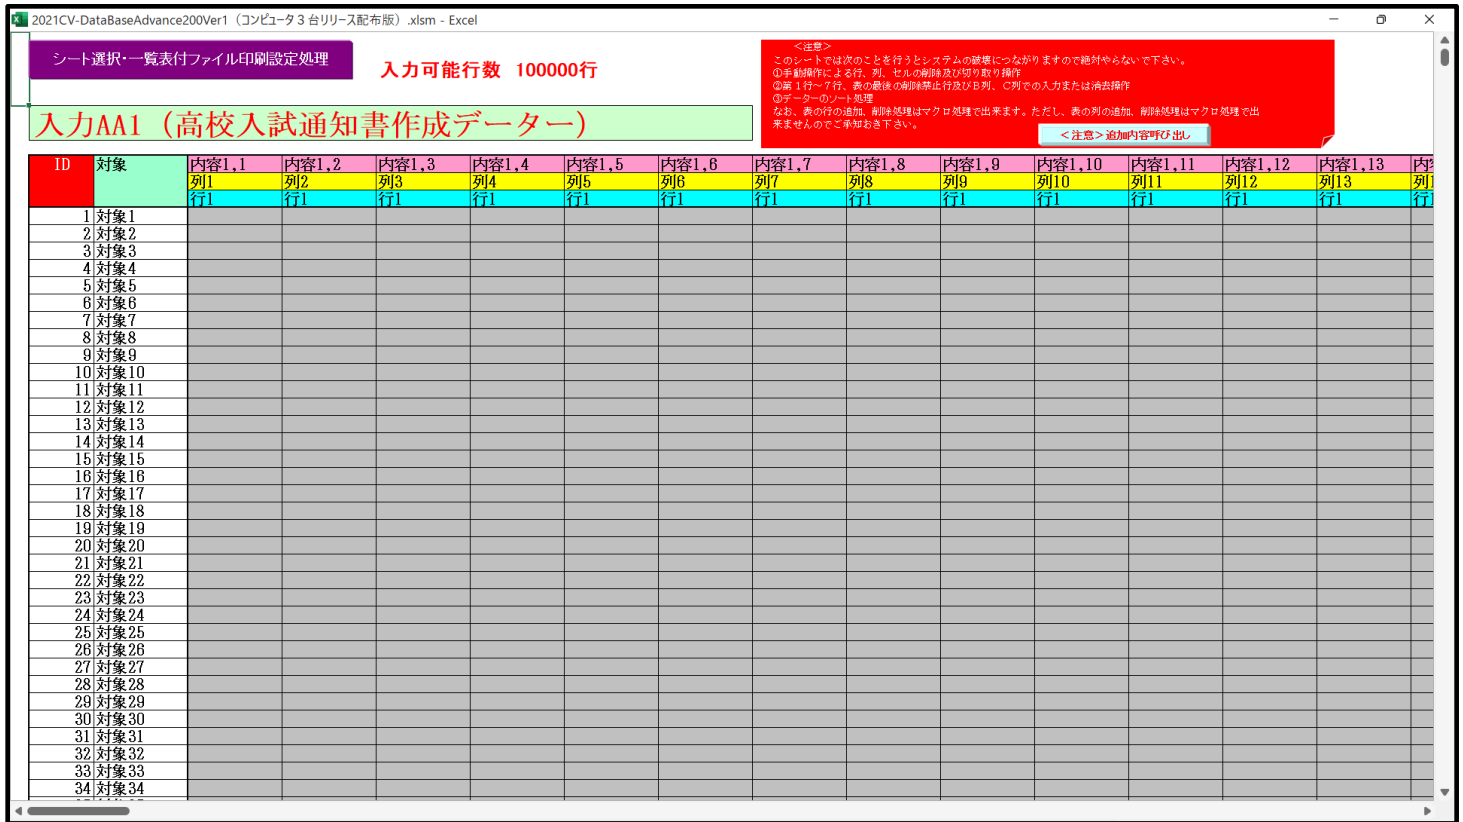 2021CV-DataBaseAdvance200Ver1（コンピュータ３台リリース配布版）.xlsm - Excel
シート選択・一覧表付ファイル印刷設定処理
入力可能行数 100000行
＜注意＞
このシートでは次のことを行うとシステムの破壊につながりますので絶対やらないで下さい。
①手動操作による行、列、セルの削除及び切り取り操作
②第１行～７行、表の最後の削除禁止行及びＢ列、Ｃ列での入力または消去操作
③データーのソート処理
なお、表の行の追加、削除処理はマクロ処理で出来ます。ただし、表の列の追加、削除処理はマクロ処理で出
来ませんのでご承知おき下さい。
＜注意＞追加内容呼び出し
入力AA1（高校入試通知書作成データー）
ID 対象 内容1,1 内容1,2 内容1,3 内容1,4 内容1,5 内容1,6 内容1,7 内容1,8 内容1,9 内容1,10 内容1,11 内容1,12 内容1,13
列1 列2 列3 列4 列5 列6 列7 列8 列9 列10 列11 列12 列13
行1 行1 行1 行1 行1 行1 行1 行1 行1 行1 行1 行1 行1
1 対象1
2 対象2
3 対象3
4 対象4
5 対象5
6 対象6
7 対象7
8 対象8
9 対象9
10 対象10
11 対象11
12 対象12
13 対象13
14 対象14
15 対象15
16 対象16
17 対象17
18 対象18
19 対象19
20 対象20
21 対象21
22 対象22
23 対象23
24 対象24
25 対象25
26 対象26
27 対象27
28 対象28
29 対象29
30 対象30
31 対象31
32 対象32
33 対象33
34 対象34